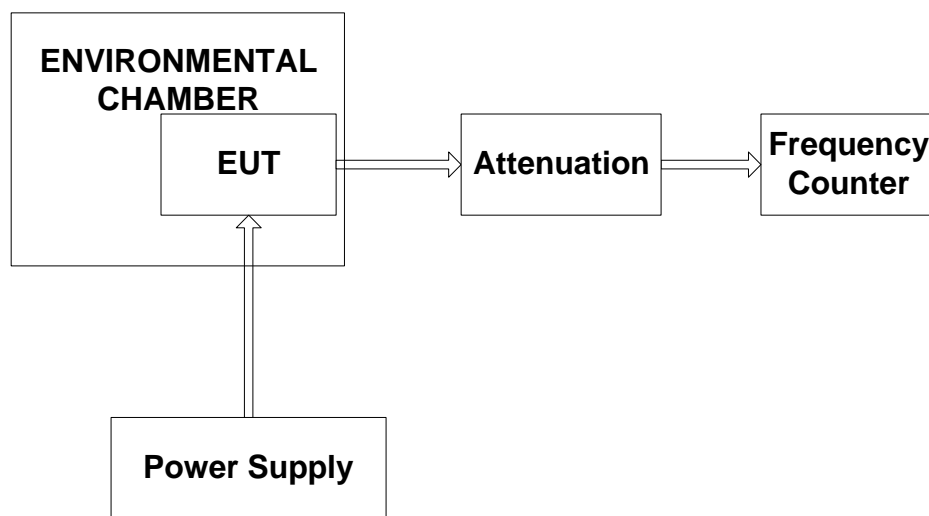 ENVIRONMENTAL
CHAMBER
EUT
Attenuation
Frequency
Counter
Power Supply